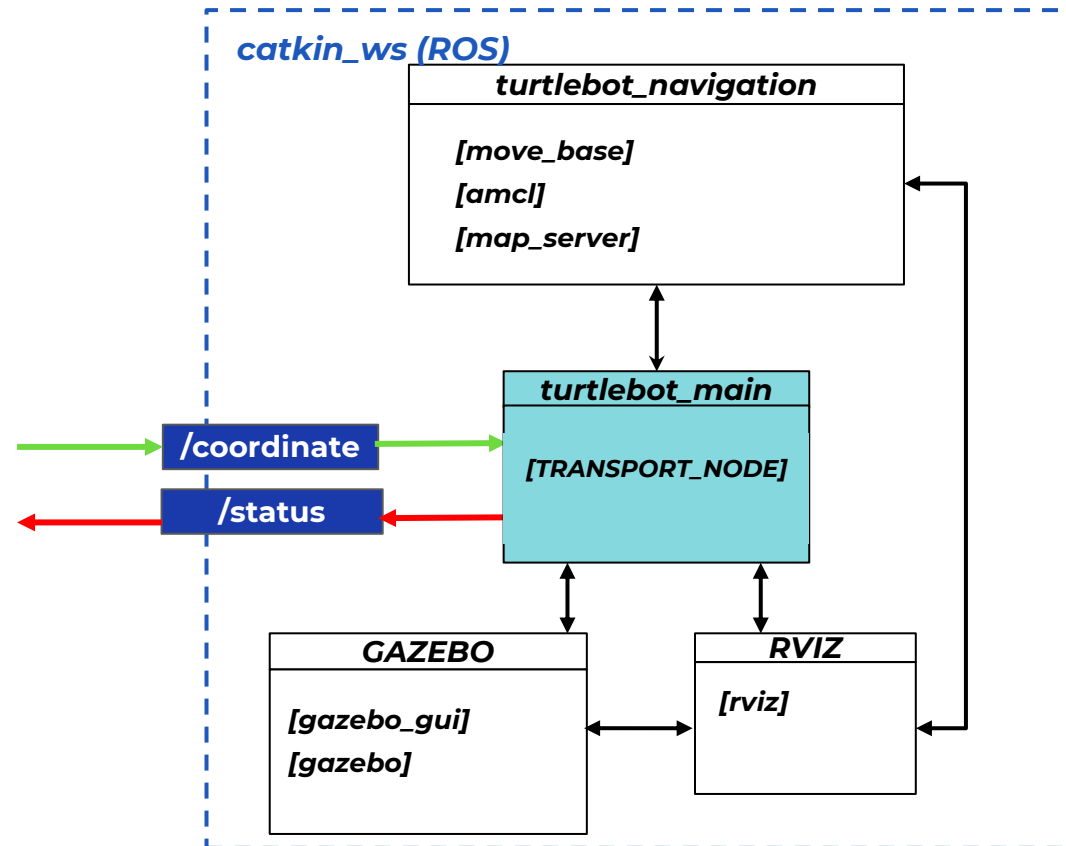 catkin_ws (ROS)
turtlebot_navigation
[move_base]
[amcl]
[map_server]
turtlebot_main
[TRANSPORT_NODE]
/coordinate
/status
GAZEBO
[gazebo_gui]
[gazebo]
RVIZ
[rviz]